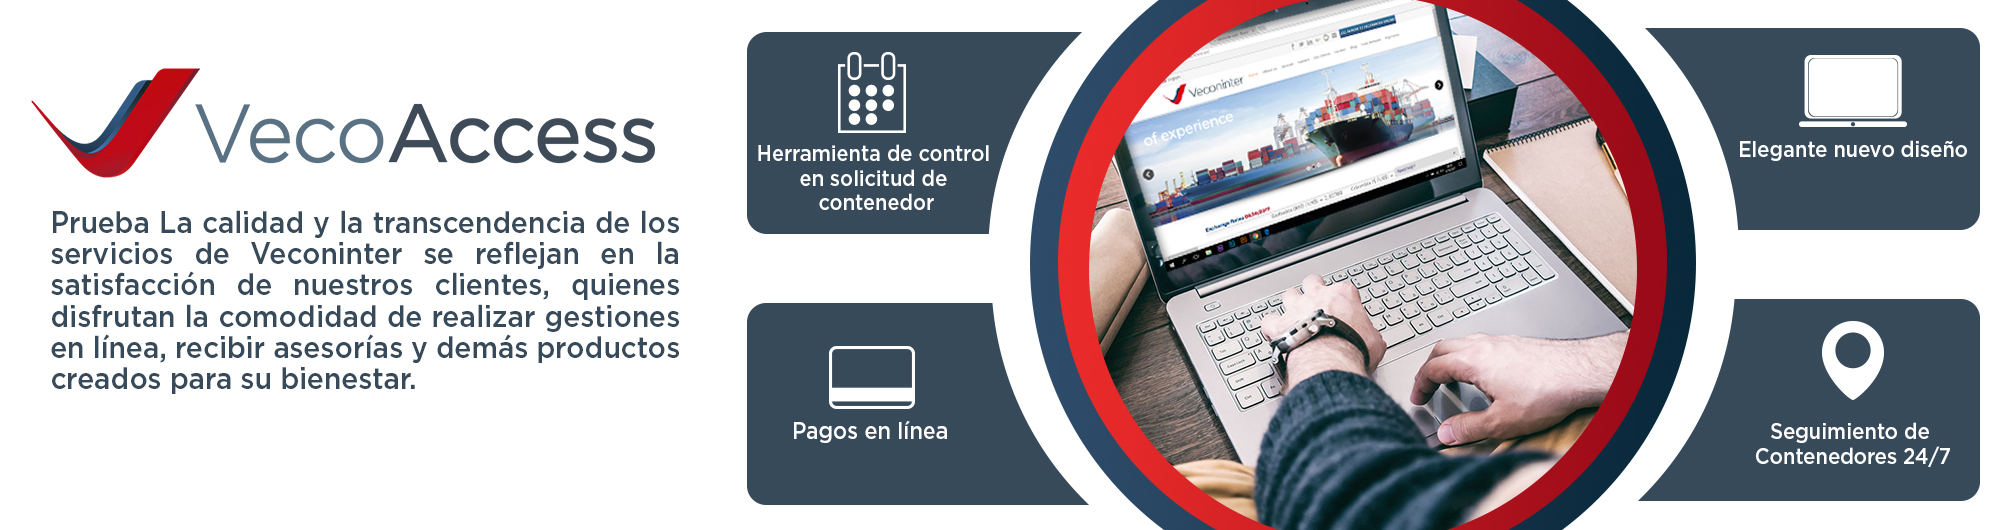 VecoAccess
Prueba La calidad y la transcendencia de los
servicios de Veconinter se reflejan en la
satisfacción de nuestros clientes, quienes
disfrutan la comodidad de realizar gestiones
en línea, recibir asesorías y demás productos
creados para su bienestar.
Herramienta de control
en solicitud de
contenedor
Pagos en línea
Veconinter
of experience
Elegante nuevo diseño
Seguimiento de
Contenedores 24/7